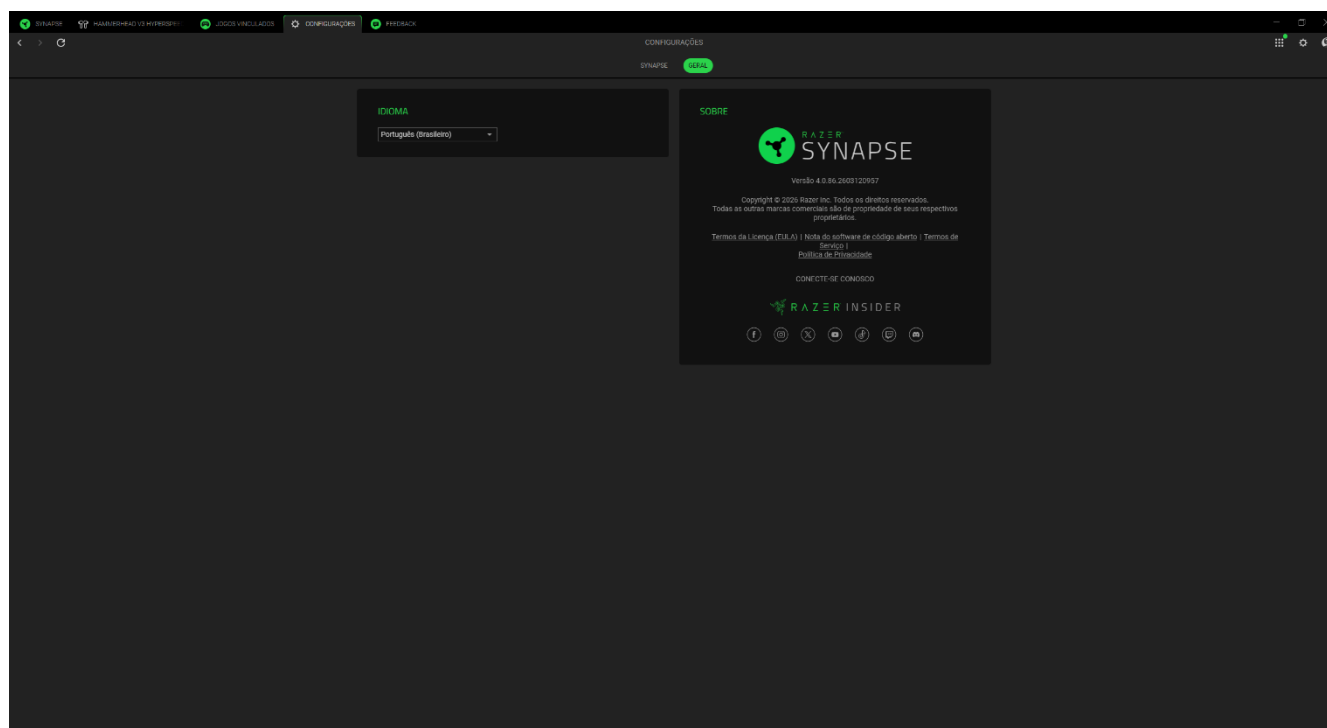 SYNAPSE
HAMMERHEAD V3 HYPERSPE
JOGOS VINCULADOS
CONFIGURAÇÕES
FEEDBACK
CONFIGURAÇÕES
SYNAPSE
GERAL
IDIOMA
Português (Brasileiro)
SOBRE
RAZER
SYNAPSE
Versão 4.0.86.2603120957
Copyright © 2026 Razer Inc. Todos os direitos reservados.
Todas as outras marcas comerciais são de propriedade de seus respectivos
proprietários.
Termos da Licença (EULA) | Nota do software de código aberto | Termos de
Serviço |
Política de Privacidade
CONECTE-SE CONOSCO
RAZER INSIDER